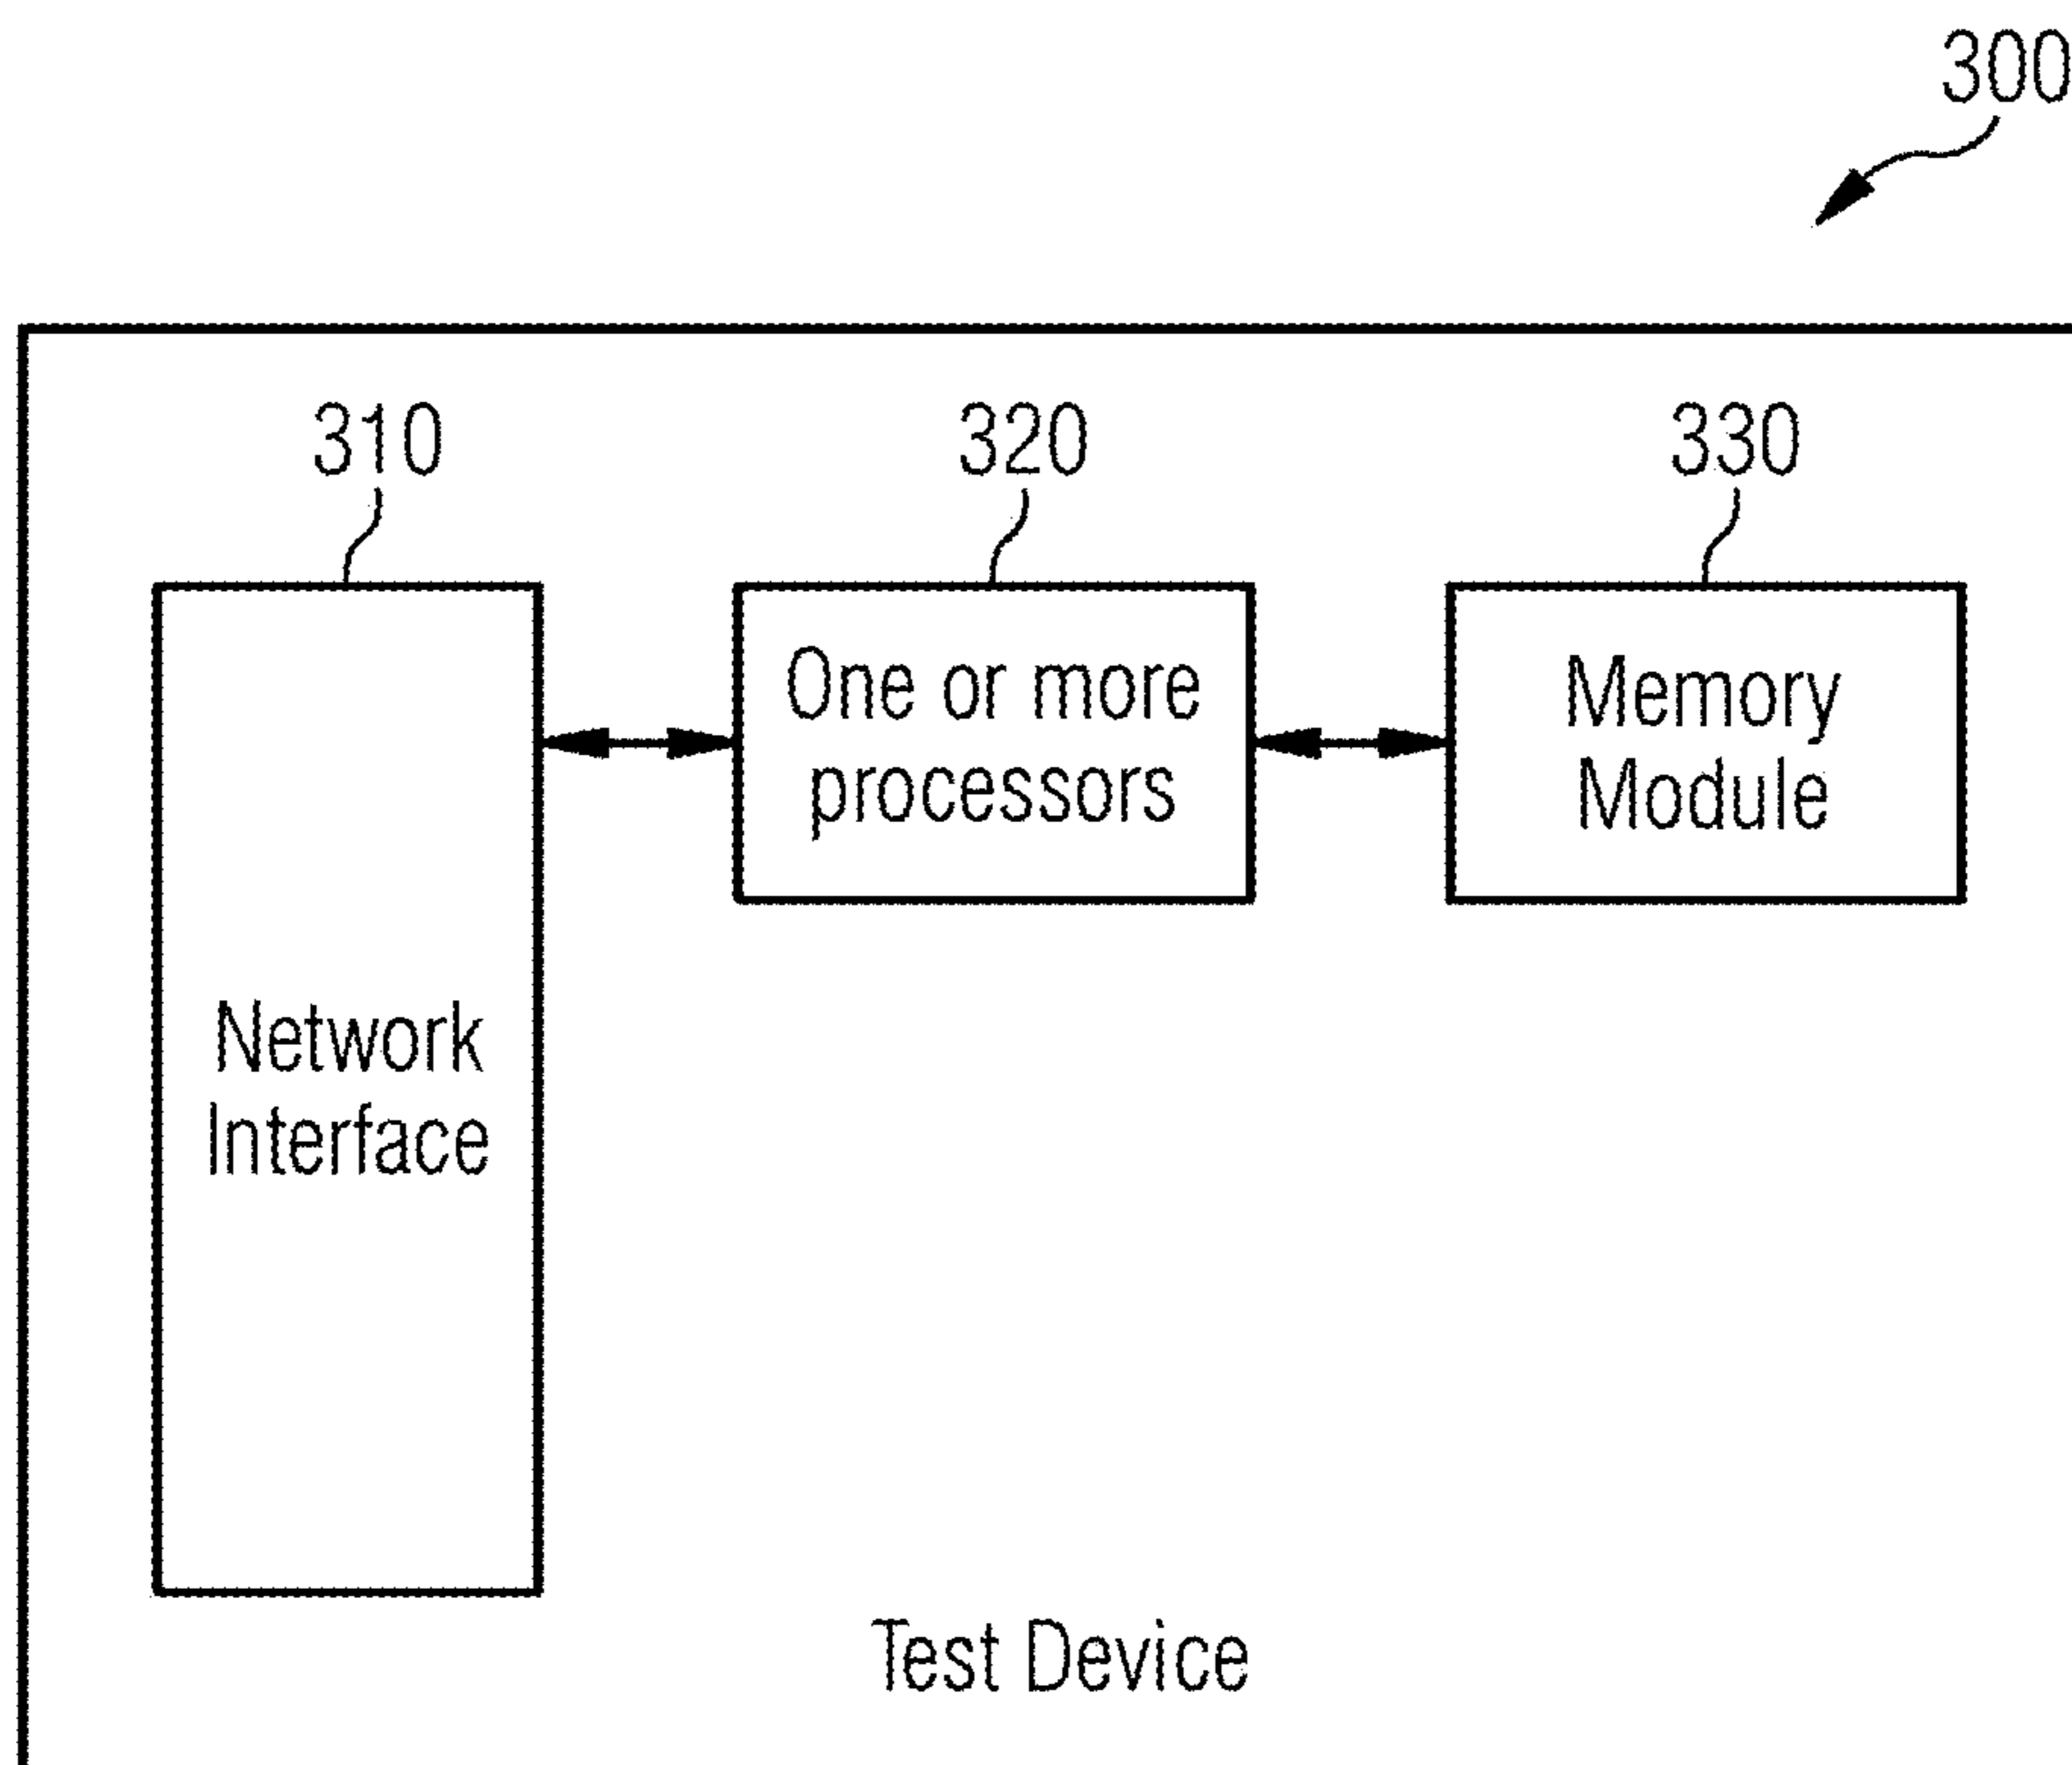 300
310
320
330
One or more
processors
Memory
Module
Network
Interface
Test Device